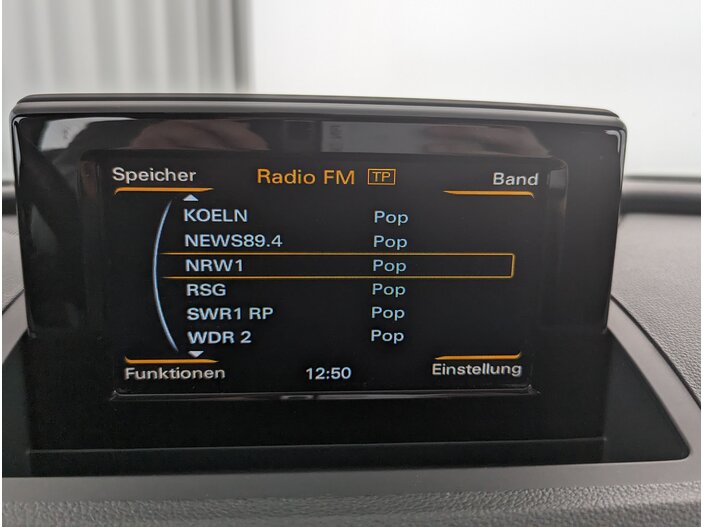 Speicher Radio FM TP Band
KOELN Pop
NEWS89.4 Pop
NRW1 Pop
RSG Pop
SWR1 RP Pop
WDR 2 Pop
Funktionen 12:50 Einstellung